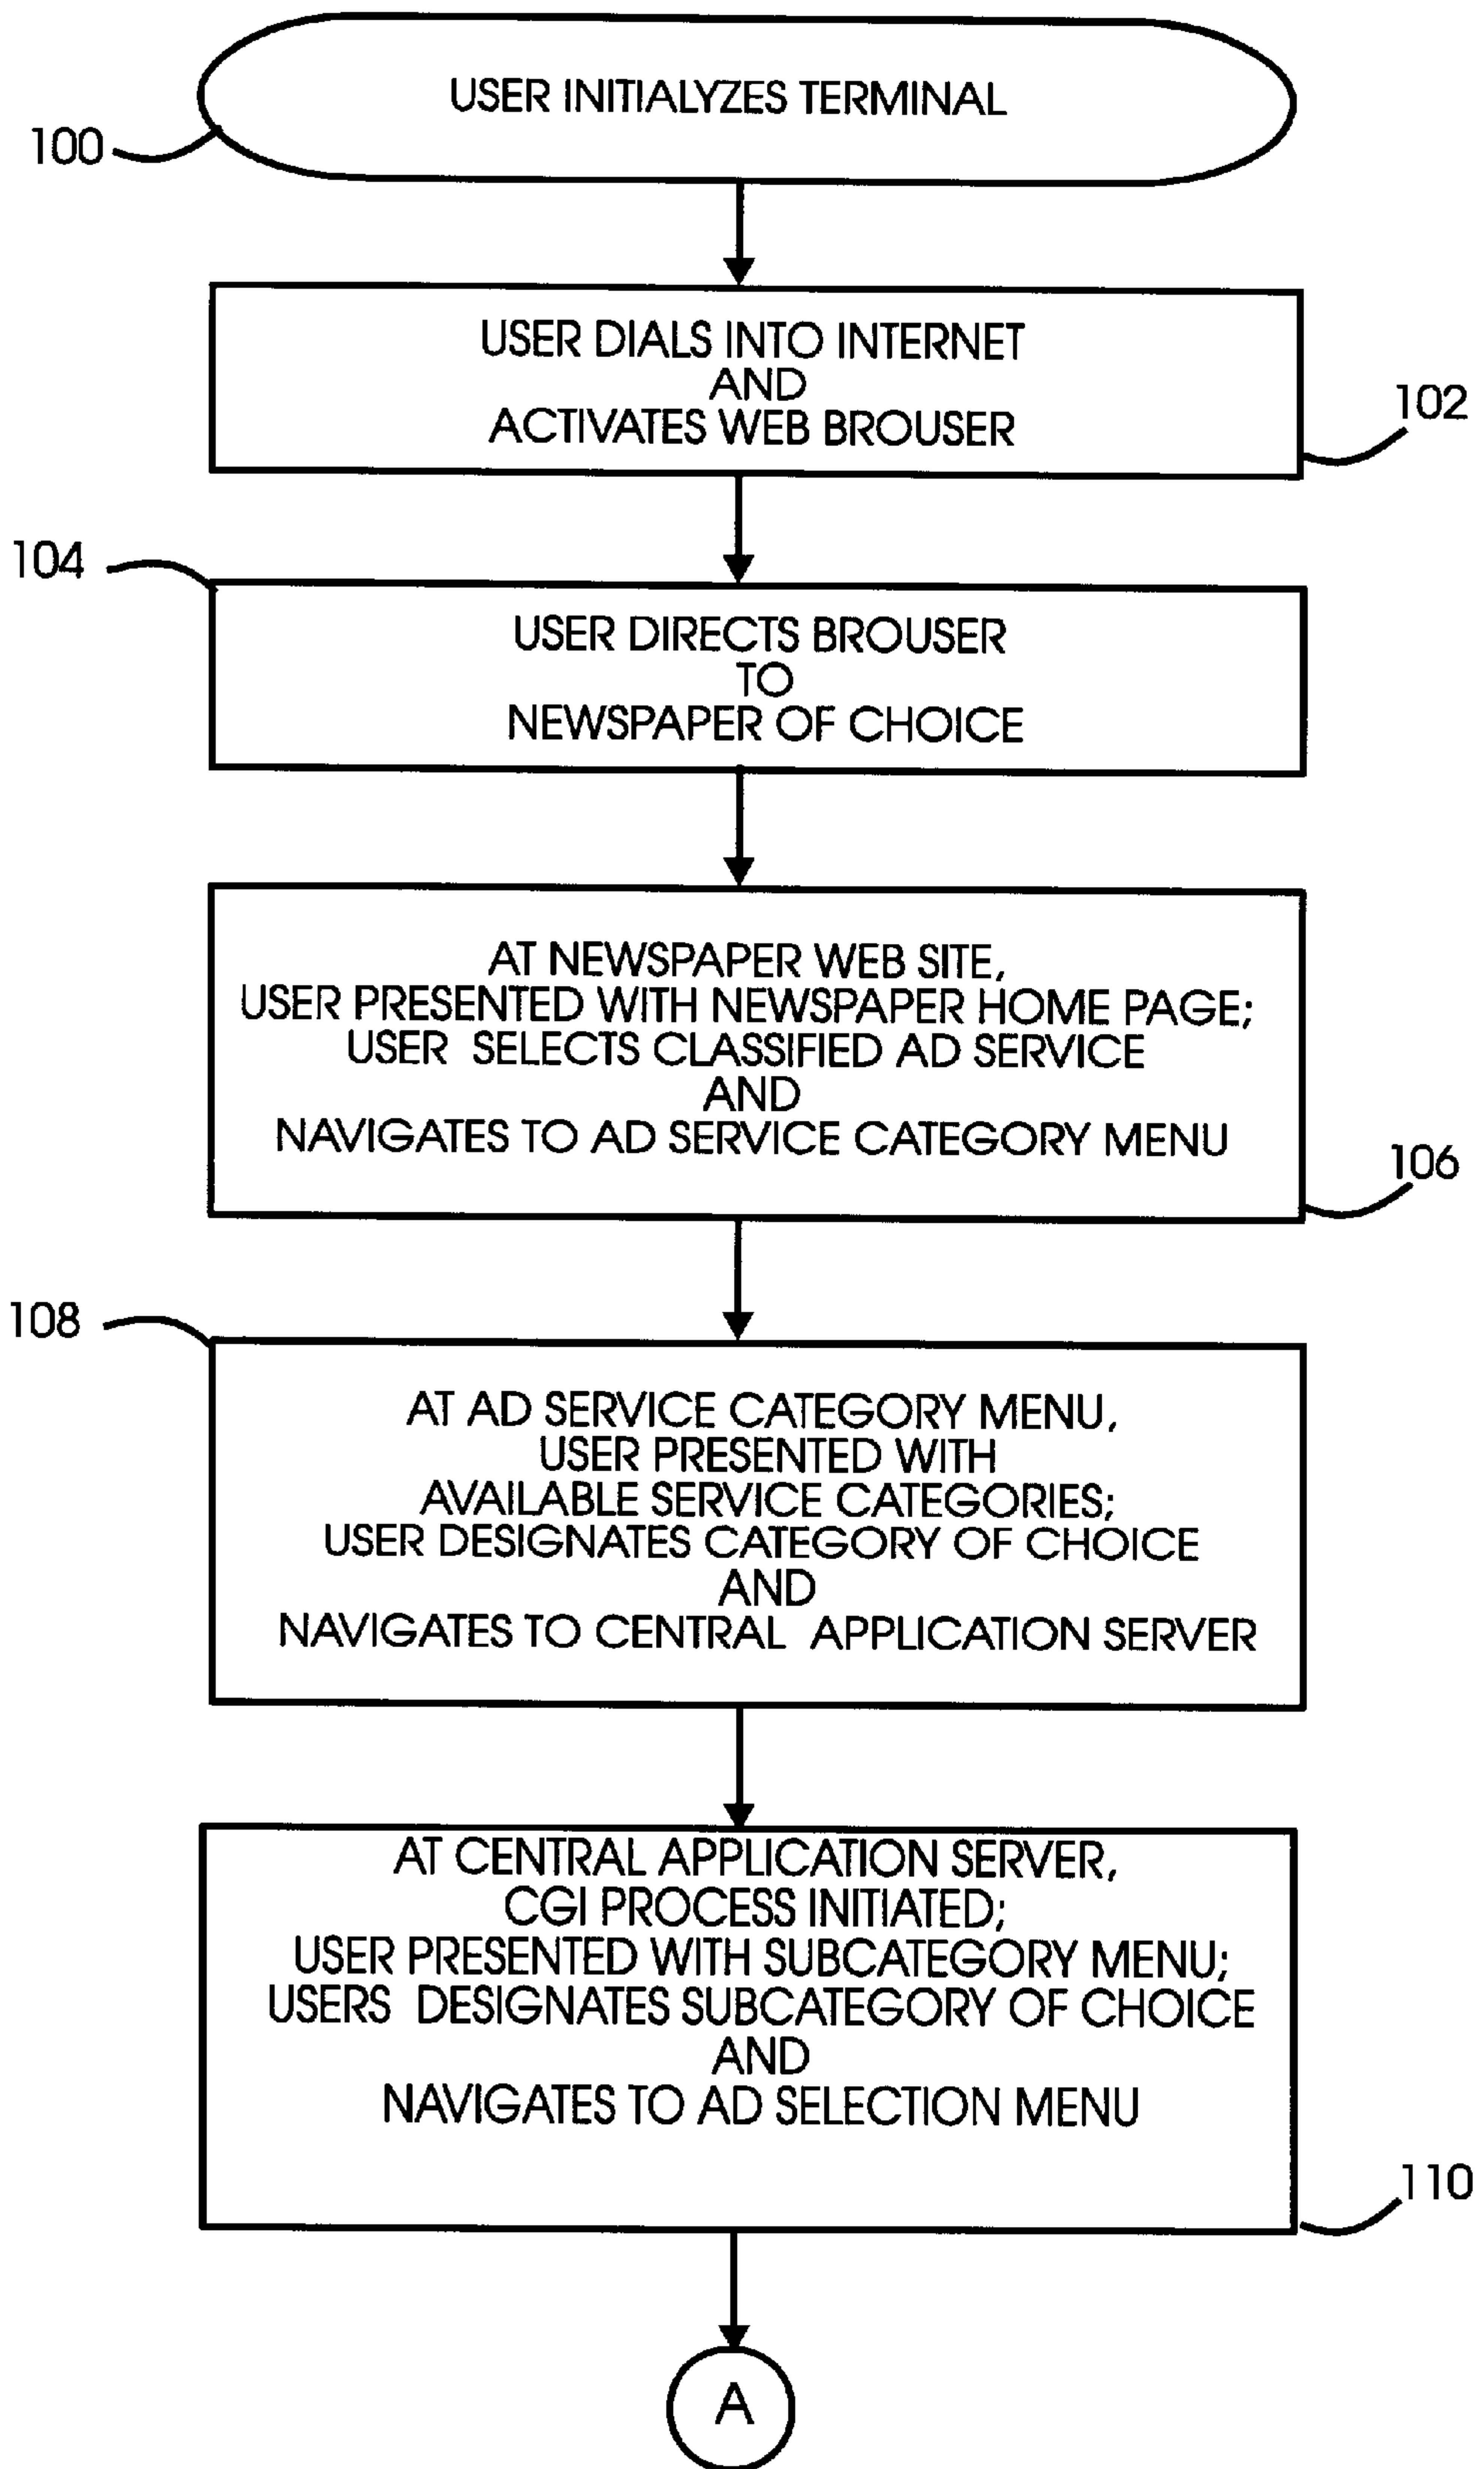 USER INITIALYZES TERMINAL
100
USER DIALS INTO INTERNET
AND
ACTIVATES WEB BROUSER
102
104
USER DIRECTS BROUSER
TO
NEWSPAPER OF CHOICE
AT NEWSPAPER WEB SITE,
USER PRESENTED WITH NEWSPAPER HOME PAGE;
USER SELECTS CLASSIFIED AD SERVICE
AND
NAVIGATES TO AD SERVICE CATEGORY MENU
106
108
AT AD SERVICE CATEGORY MENU,
USER PRESENTED WITH
AVAILABLE SERVICE CATEGORIES;
USER DESIGNATES CATEGORY OF CHOICE
AND
NAVIGATES TO CENTRAL APPLICATION SERVER
AT CENTRAL APPLICATION SERVER,
CGI PROCESS INITIATED;
USER PRESENTED WITH SUBCATEGORY MENU;
USERS DESIGNATES SUBCATEGORY OF CHOICE
AND
NAVIGATES TO AD SELECTION MENU
110
A